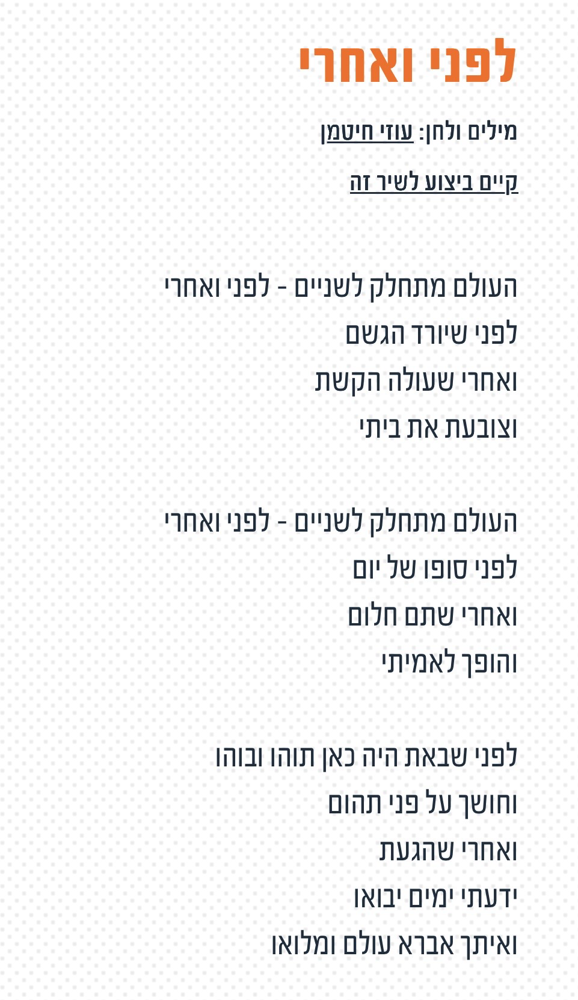 לפני ואחרי
מילים ולחן: עוזי חיטמן
קיים ביצוע לשיר זה
העולם מתחלק לשניים - לפני ואחרי
לפני שיורד הגשם
ואחרי שעולה הקשת
וצובעת את ביתי
העולם מתחלק לשניים - לפני ואחרי
לפני סופו של יום
ואחרי שתם חלום
והופך לאמיתי
לפני שבאת היה כאן תוהו ובוהו
וחושך על פני תהום
ואחרי שהגעת
ידעתי ימים יבואו
ואיתך אברא עולם ומלואו